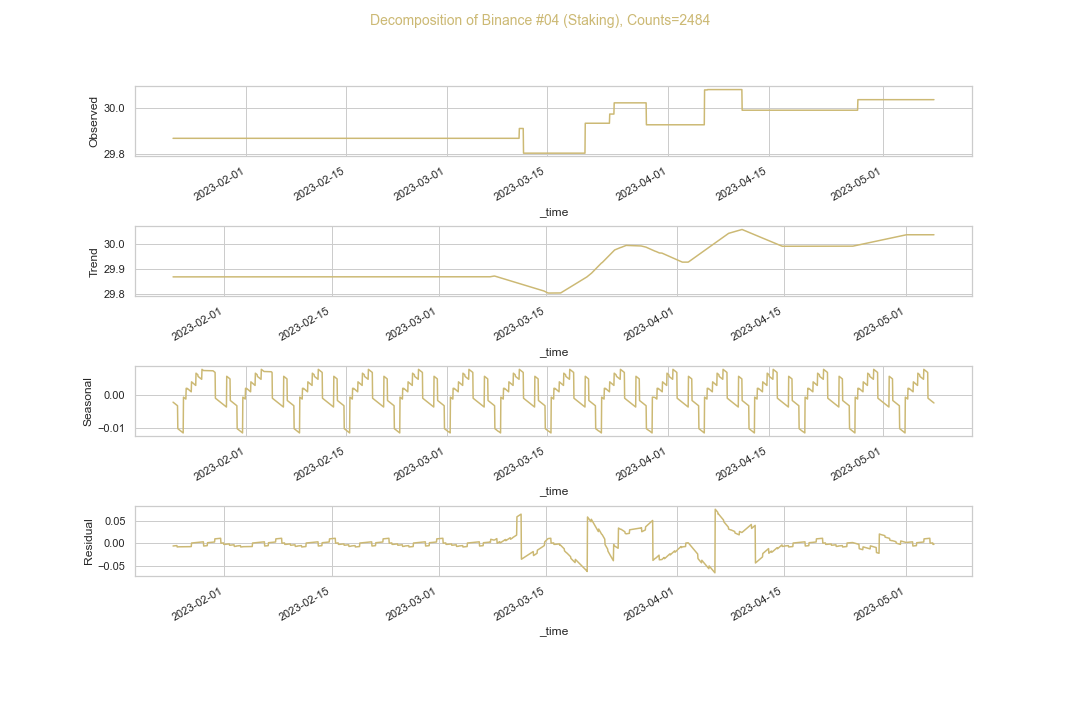 Decomposition of Binance #04 (Staking), Counts=2484
Observed
30.0
29.8
2023-02-01 2023-02-15 2023-03-01 2023-03-15 2023-04-01 2023-04-15 2023-05-01
_time
Trend
30.0
29.9
29.8
2023-02-01 2023-02-15 2023-03-01 2023-03-15 2023-04-01 2023-04-15 2023-05-01
_time
Seasonal
0.00
−0.01
2023-02-01 2023-02-15 2023-03-01 2023-03-15 2023-04-01 2023-04-15 2023-05-01
_time
Residual
0.05
0.00
−0.05
2023-02-01 2023-02-15 2023-03-01 2023-03-15 2023-04-01 2023-04-15 2023-05-01
_time